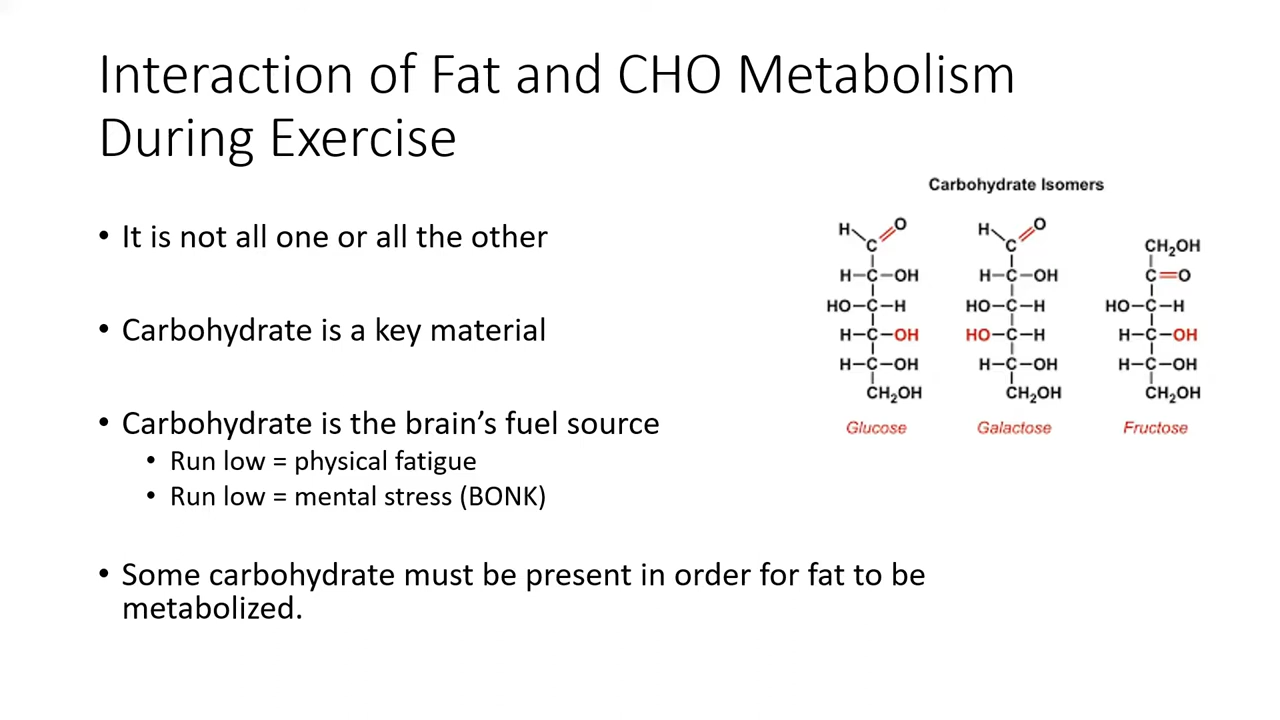 Interaction of Fat and CHO Metabolism
During Exercise
• It is not all one or all the other
• Carbohydrate is a key material
• Carbohydrate is the brain’s fuel source
• Run low = physical fatigue
• Run low = mental stress (BONK)
• Some carbohydrate must be present in order for fat to be
metabolized.
Carbohydrate Isomers
H O H O
C C CH₂OH
H–C–OH H–C–OH C=O
HO–C–H HO–C–H HO–C–H
H–C–OH HO–C–H H–C–OH
H–C–OH H–C–OH H–C–OH
CH₂OH CH₂OH CH₂OH
Glucose Galactose Fructose